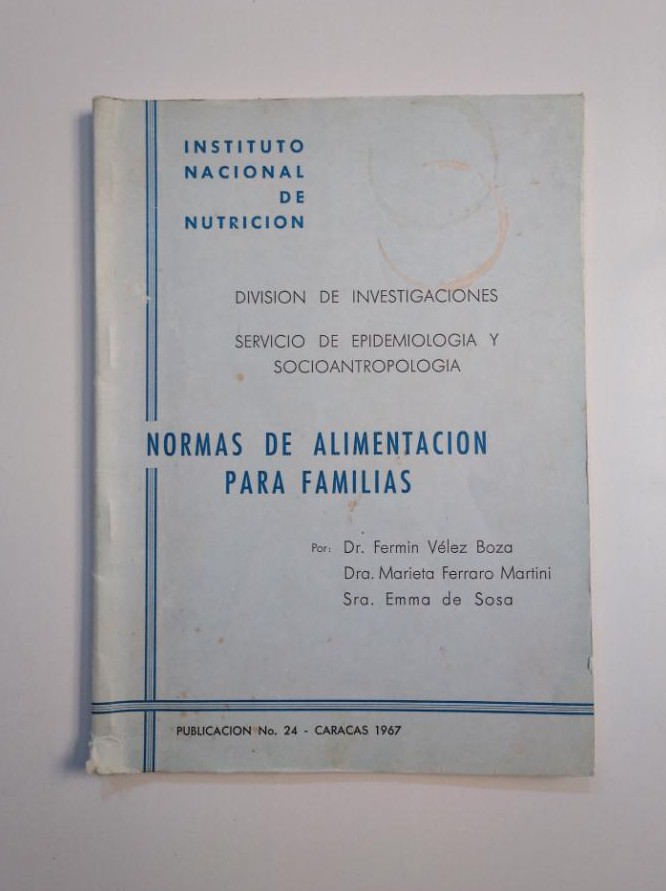 INSTITUTO
NACIONAL
DE
NUTRICION
DIVISION DE INVESTIGACIONES
SERVICIO DE EPIDEMIOLOGIA Y
SOCIOANTROPOLOGIA
NORMAS DE ALIMENTACION
PARA FAMILIAS
Por: Dr. Fermin Vélez Boza
Dra. Marieta Ferraro Martini
Sra. Emma de Sosa
PUBLICACION No. 24 - CARACAS 1967